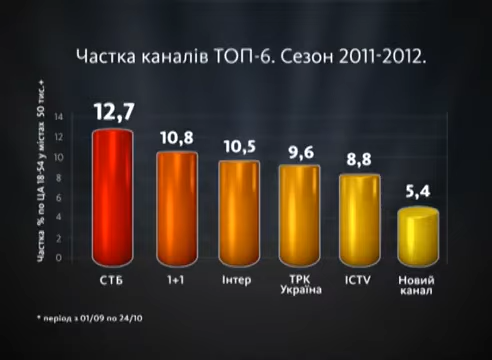 Частка каналів ТОП-6. Сезон 2011-2012.
Частка % по ЦА 18-54 у містах 50 тис.+
14
12
10
8
6
4
2
0
12,7
10,8
10,5
9,6
8,8
5,4
СТБ
1+1
Інтер
ТРК
Україна
ICTV
Новий
канал
* період з 01/09 по 24/10